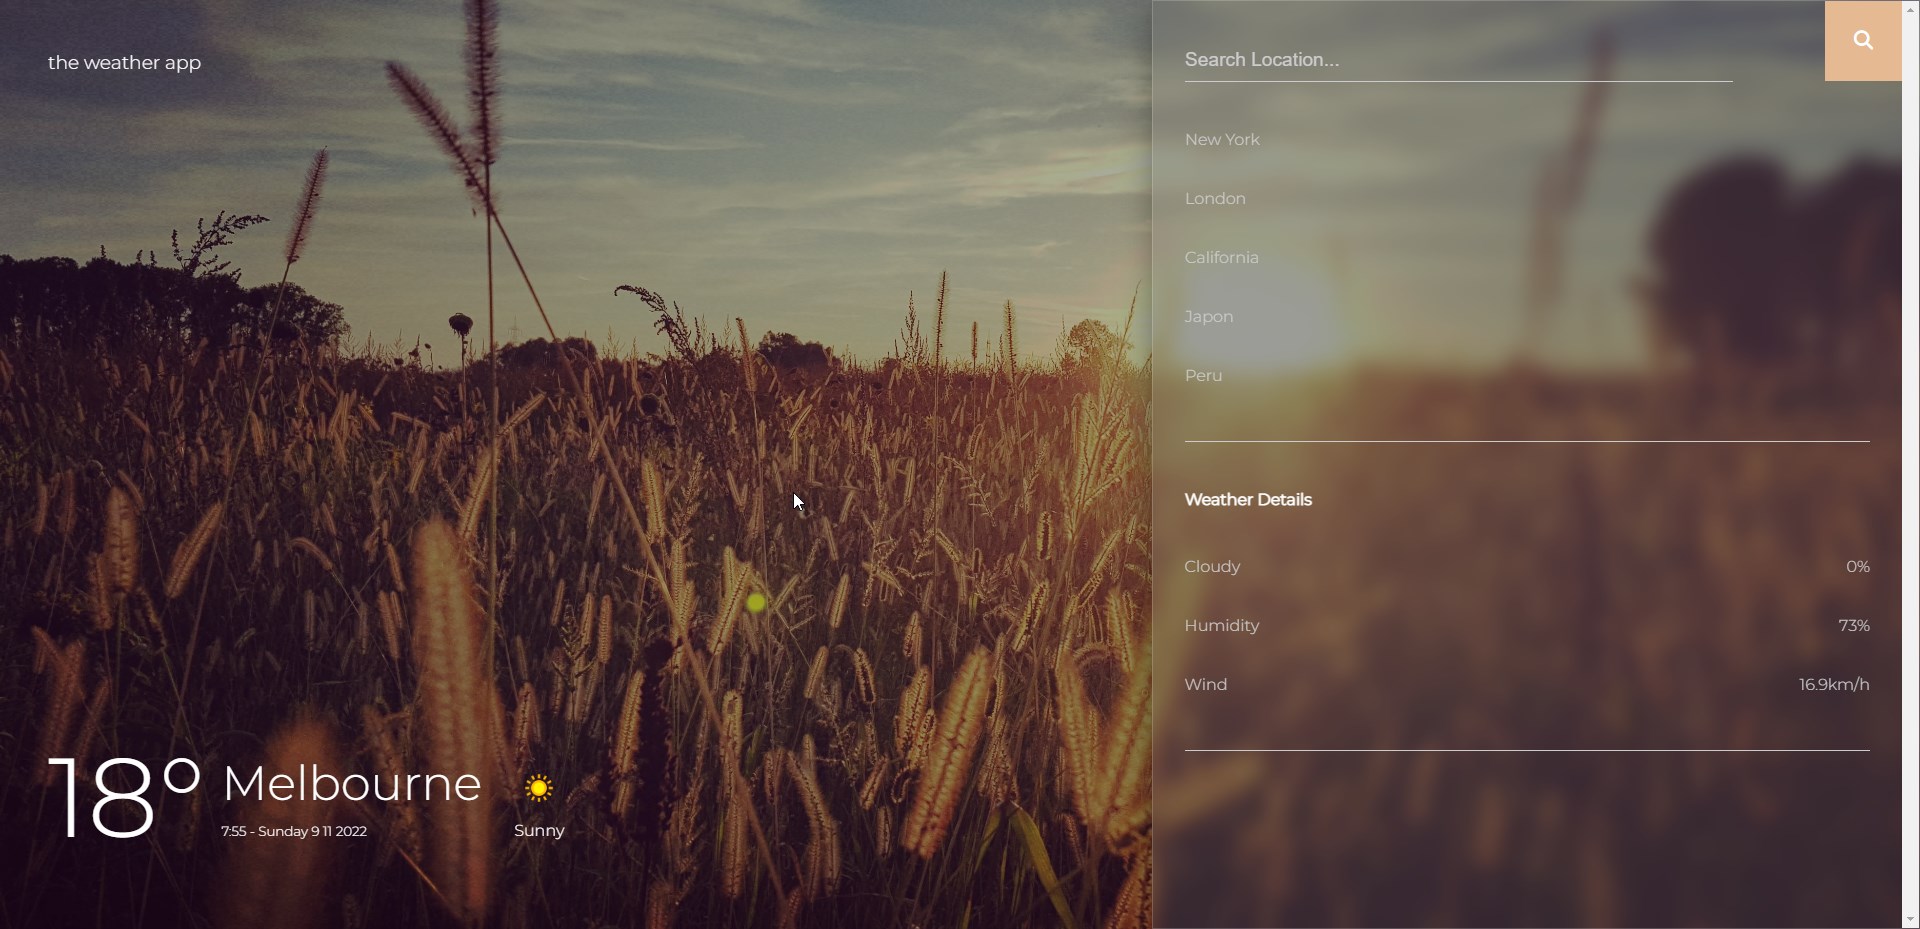 the weather app
18° Melbourne
7:55 - Sunday 9 11 2022
Sunny
Search Location...
New York
London
California
Japon
Peru
Weather Details
Cloudy 0%
Humidity 73%
Wind 16.9km/h